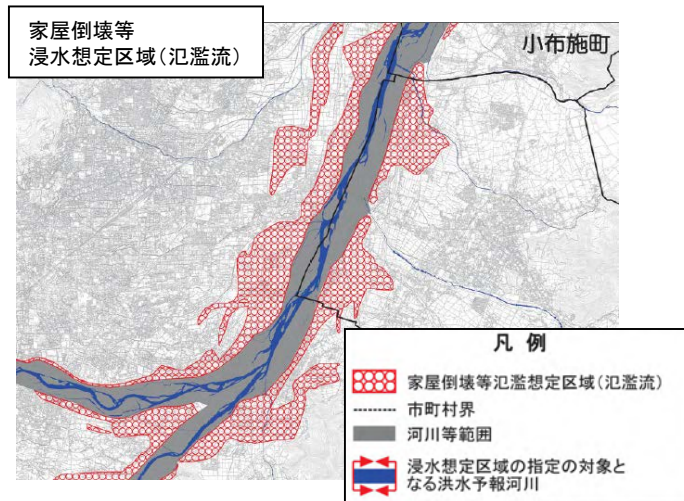 家屋倒壊等
浸水想定区域(氾濫流)
小布施町
凡 例
家屋倒壊等氾濫想定区域(氾濫流)
市町村界
河川等範囲
浸水想定区域の指定の対象と
なる洪水予報河川